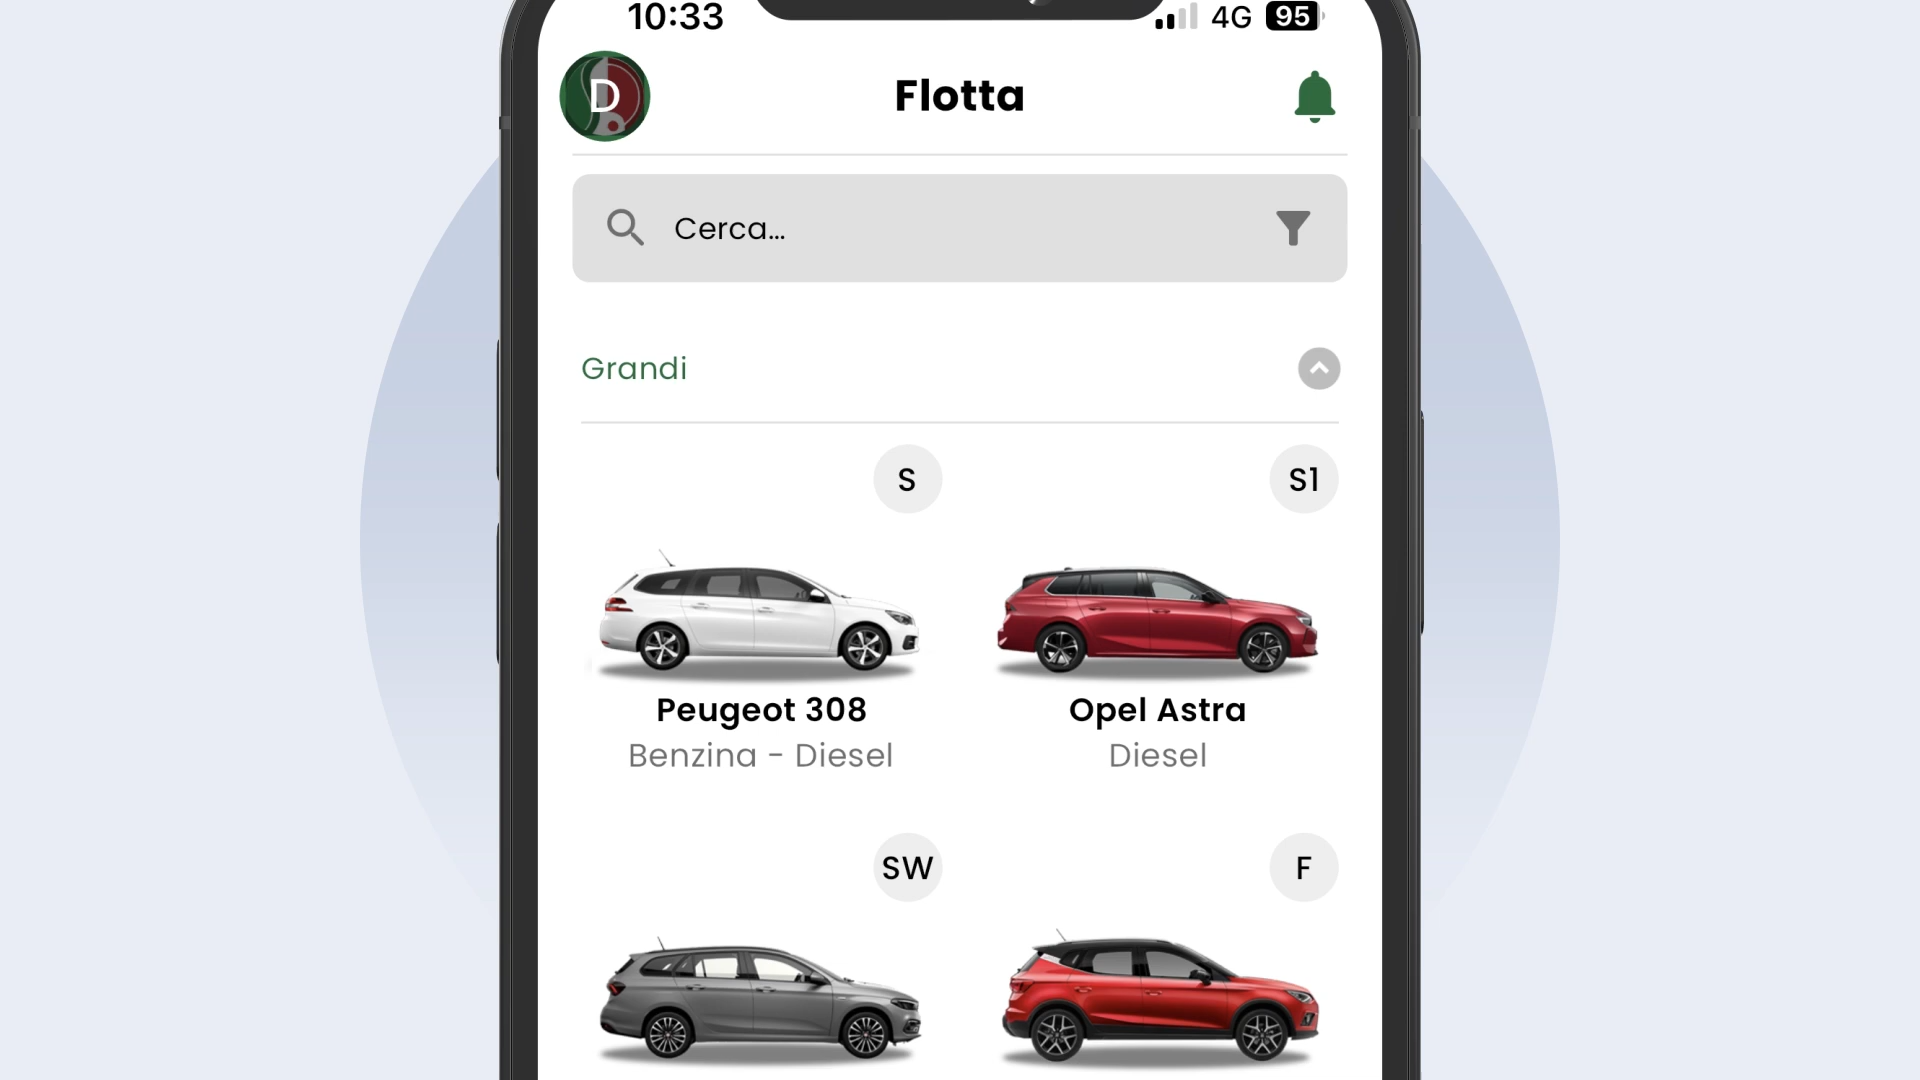 10:33
4G 95
D
Flotta
Cerca...
Grandi
S
S1
Peugeot 308
Benzina - Diesel
Opel Astra
Diesel
SW
F